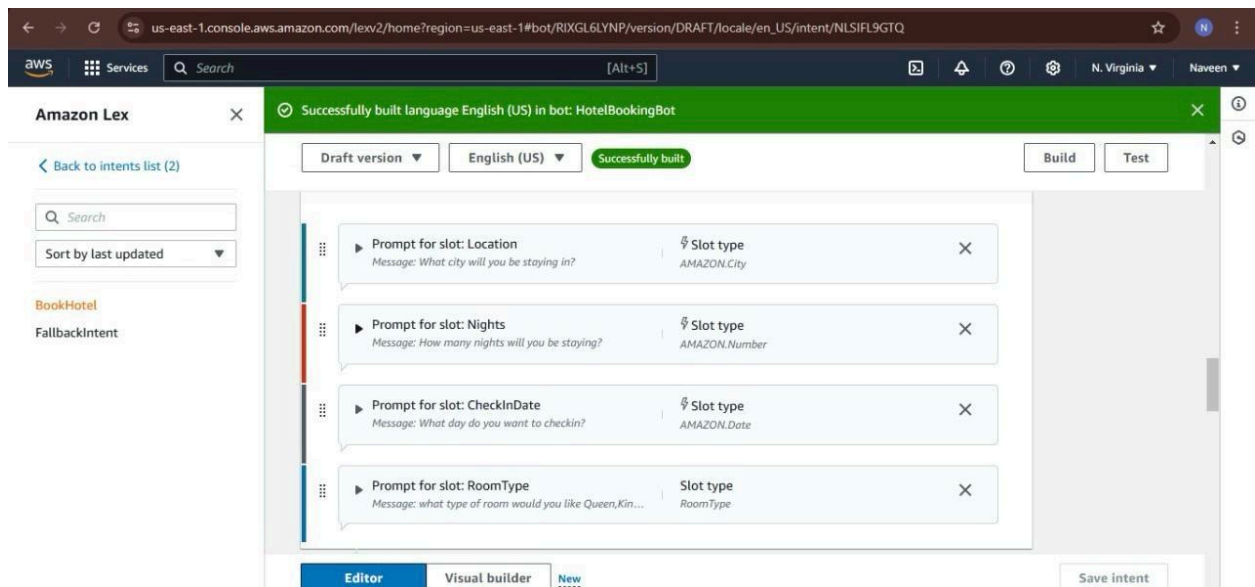 us-east-1.console.aws.amazon.com/lexv2/home?region=us-east-1#bot/RIXGL6LYNP/version/DRAFT/locale/en_US/intent/NLSIFL9GTQ
N
aws Services Search [Alt+S] N. Virginia Naveen
Amazon Lex
Successfully built language English (US) in bot: HotelBookingBot
Back to intents list (2)
Draft version English (US) Successfully built Build Test
Search
Sort by last updated
BookHotel
FallbackIntent
Prompt for slot: Location Slot type
Message: What city will you be staying in? AMAZON.City
Prompt for slot: Nights Slot type
Message: How many nights will you be staying? AMAZON.Number
Prompt for slot: CheckInDate Slot type
Message: What day do you want to checkin? AMAZON.Date
Prompt for slot: RoomType Slot type
Message: what type of room would you like Queen,Kin... RoomType
Editor Visual builder New Save intent